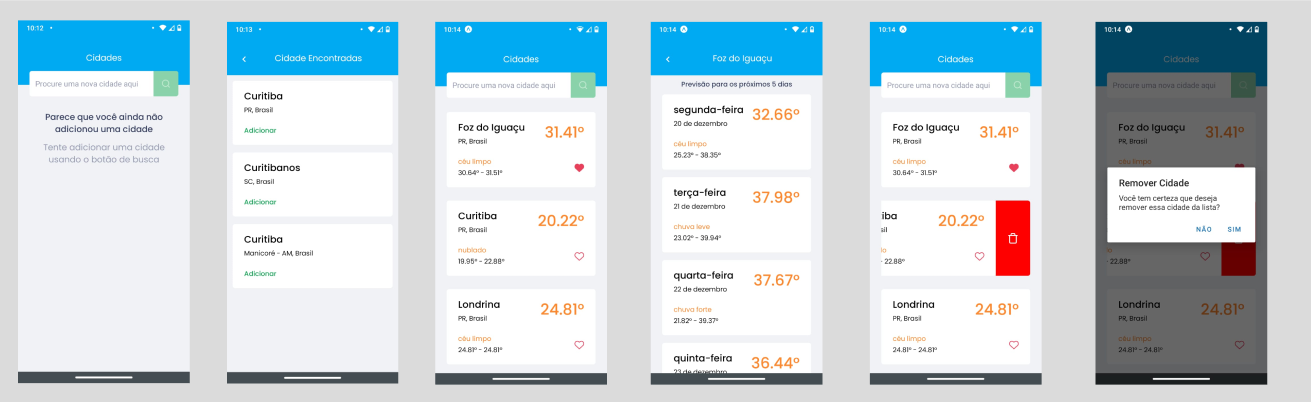 10:12
Cidades
Procure uma nova cidade aqui
Parece que você ainda não
adicionou uma cidade
Tente adicionar uma cidade
usando o botão de busca
10:13
Cidade Encontradas
Curitiba
PR, Brasil
Adicionar
Curitibanos
SC, Brasil
Adicionar
Curitiba
Manicoré - AM, Brasil
Adicionar
10:14
Cidades
Procure uma nova cidade aqui
Foz do Iguaçu 31.41º
PR, Brasil
céu limpo
30.64º - 31.51º
Curitiba 20.22º
PR, Brasil
nublado
19.95º - 22.88º
Londrina 24.81º
PR, Brasil
céu limpo
24.81º - 24.81º
10:14
Foz do Iguaçu
Previsão para os próximos 5 dias
segunda-feira 32.66º
20 de dezembro
céu limpo
25.23º - 38.35º
terça-feira 37.98º
21 de dezembro
chuva leve
23.02º - 39.94º
quarta-feira 37.67º
22 de dezembro
chuva forte
21.82º - 39.37º
quinta-feira 36.44º
23 de dezembro
10:14
Cidades
Procure uma nova cidade aqui
Foz do Iguaçu 31.41º
PR, Brasil
céu limpo
30.64º - 31.51º
iba 20.22º
sil
lo
- 22.88º
Londrina 24.81º
PR, Brasil
céu limpo
24.81º - 24.81º
10:14
Cidades
Procure uma nova cidade aqui
Foz do Iguaçu 31.41º
PR, Brasil
céu limpo
Remover Cidade
Você tem certeza que deseja
remover essa cidade da lista?
NÃO SIM
lo
- 22.88º
Londrina 24.81º
PR, Brasil
céu limpo
24.81º - 24.81º